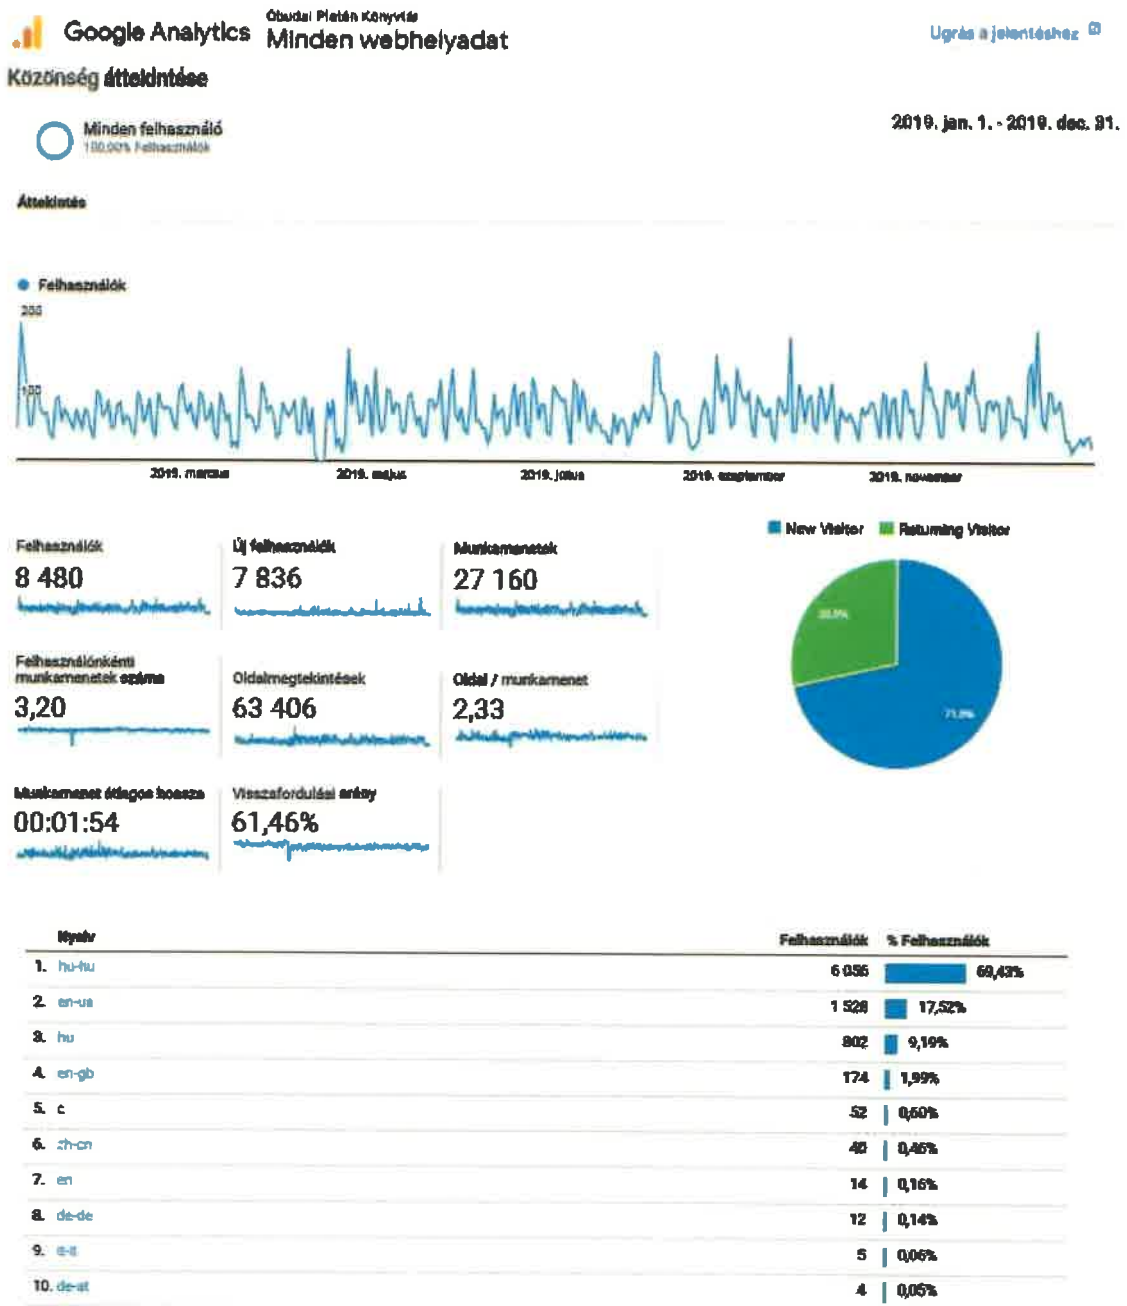 Óbudai Platán Könyvtár
Google Analytics Minden webhelyadat
Ugrás a jelentéshez
Közönség áttekintése
Minden felhasználó
100,00% Felhasználók
2019. jan. 1. - 2019. dec. 31.
Áttekintés
Felhasználók
200
100
2019. március 2019. május 2019. július 2019. szeptember 2019. november
New Visitor Returning Visitor
Felhasználók Új felhasználók Munkamenetek
8 480 7 836 27 160
Felhasználónkénti
munkamenetek száma Oldalmegtekintések Oldal / munkamenet
3,20 63 406 2,33
Munkamenet átlagos hossza Visszafordulási arány
00:01:54 61,46%
Nyelv Felhasználók % Felhasználók
1. hu-hu 6 056 69,43%
2. en-us 1 528 17,52%
3. hu 802 9,19%
4. en-gb 174 1,99%
5. c 52 0,60%
6. zh-cn 40 0,46%
7. en 14 0,16%
8. de-de 12 0,14%
9. 5 0,06%
10. de-at 4 0,05%